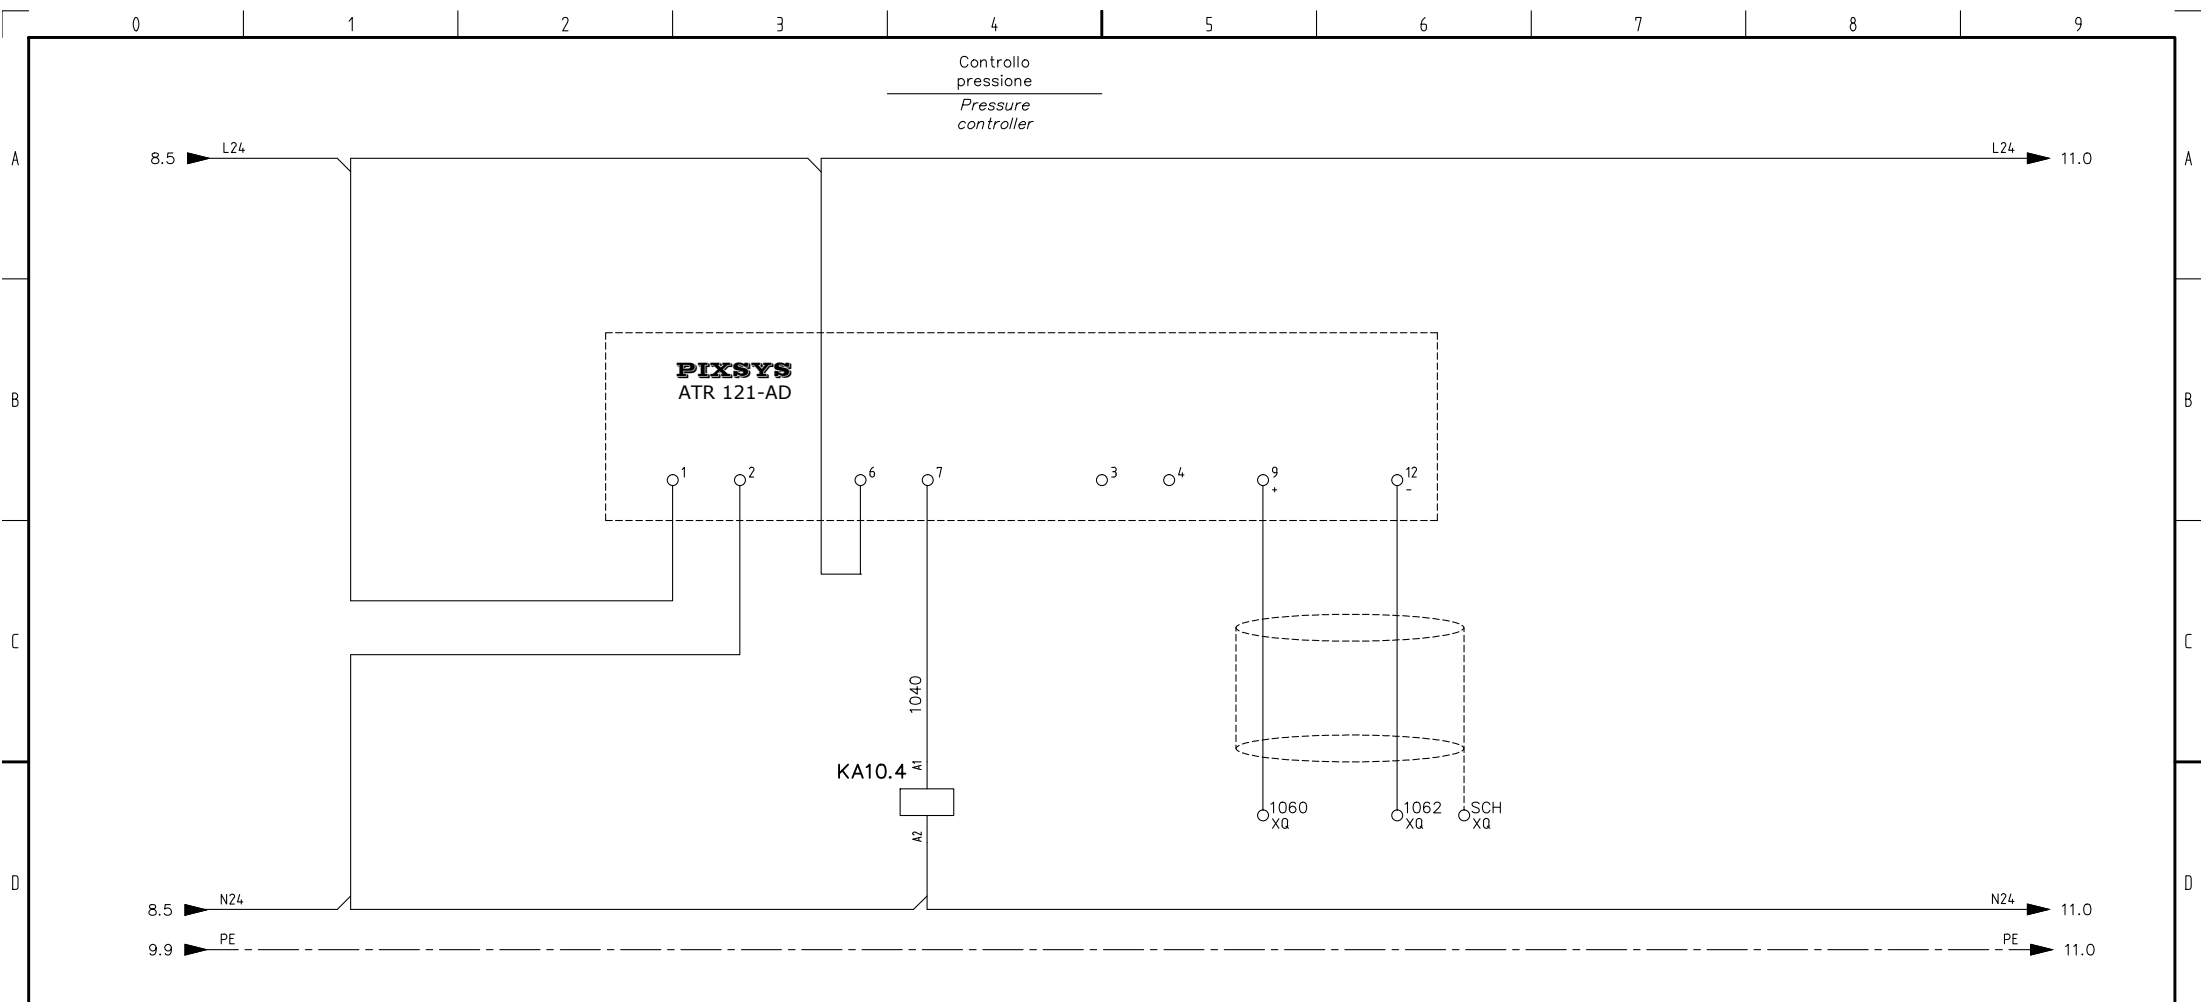 0 1 2 3 4 5 6 7 8 9
Controllo
pressione
Pressure
controller
A 8.5 L24 L24 11.0 A
PIXSYS
ATR 121-AD
B B
1 2 6 7 3 4 9 12
+ -
C C
1040
KA10.4 A1
1060 1062 SCH
XQ XQ XQ
A2
D D
8.5 N24 N24 11.0
9.9 PE PE 11.0